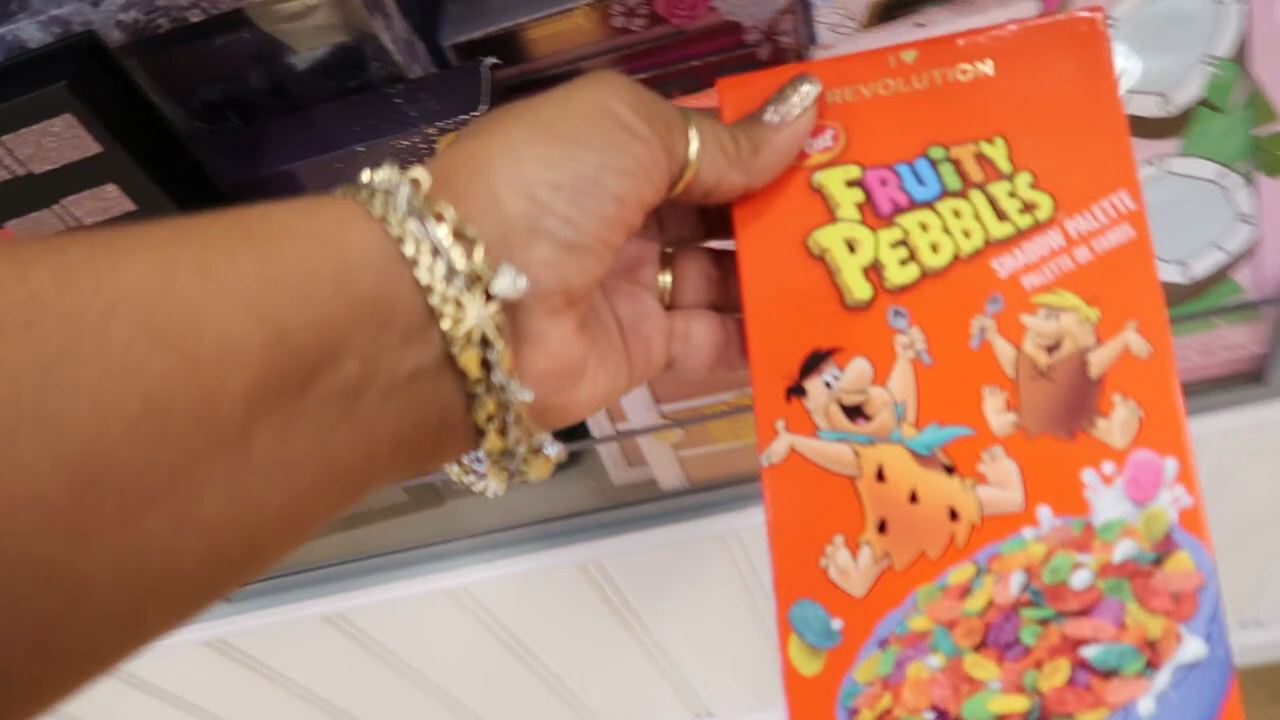 I ♥
REVOLUTION
Post
FRUITY
PEBBLES
SHADOW PALETTE
PALETTE DE FARDS